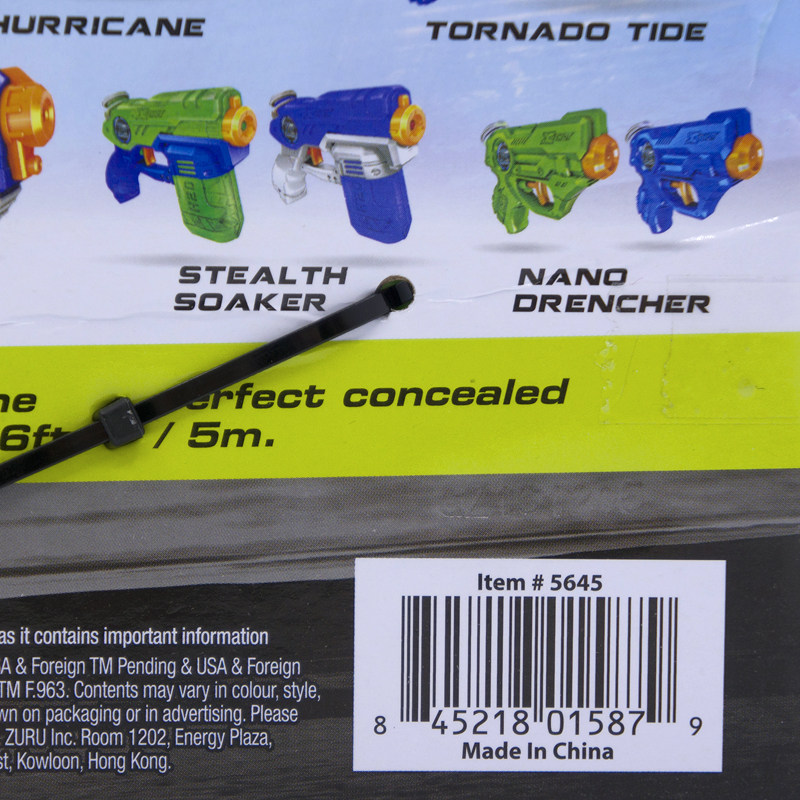 HURRICANE
TORNADO TIDE
STEALTH
SOAKER
NANO
DRENCHER
erfect concealed
6ft / 5m.
as it contains important information
A & Foreign TM Pending & USA & Foreign
TM F.963. Contents may vary in colour, style,
wn on packaging or in advertising. Please
ZURU Inc. Room 1202, Energy Plaza,
st, Kowloon, Hong Kong.
Item # 5645
8 45218 01587 9
Made In China